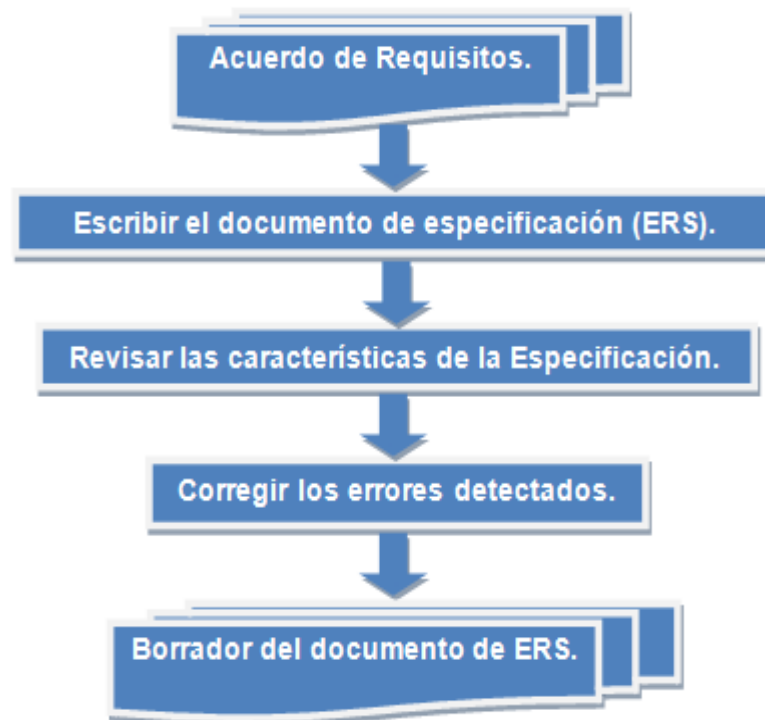 Acuerdo de Requisitos.
Escribir el documento de especificación (ERS).
Revisar las características de la Especificación.
Corregir los errores detectados.
Borrador del documento de ERS.